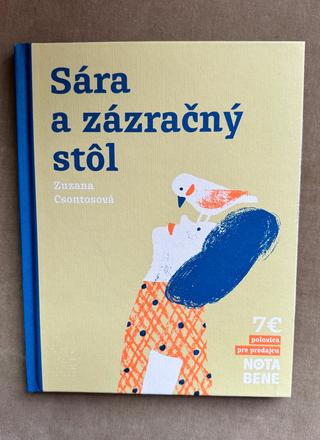 Sára
a zázračný
stôl
Zuzana
Csontosová
7€
polovica
pre predajcu
NOTA
BENE